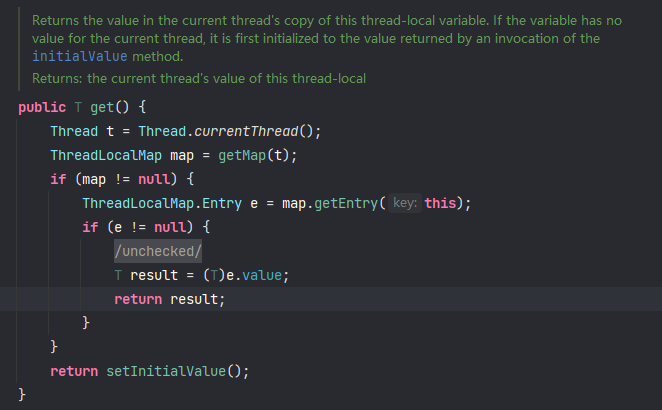 Returns the value in the current thread's copy of this thread-local variable. If the variable has no
value for the current thread, it is first initialized to the value returned by an invocation of the
initialValue method.
Returns: the current thread's value of this thread-local
public T get() {
    Thread t = Thread.currentThread();
    ThreadLocalMap map = getMap(t);
    if (map != null) {
        ThreadLocalMap.Entry e = map.getEntry( key: this);
        if (e != null) {
            /unchecked/
            T result = (T)e.value;
            return result;
        }
    }
    return setInitialValue();
}